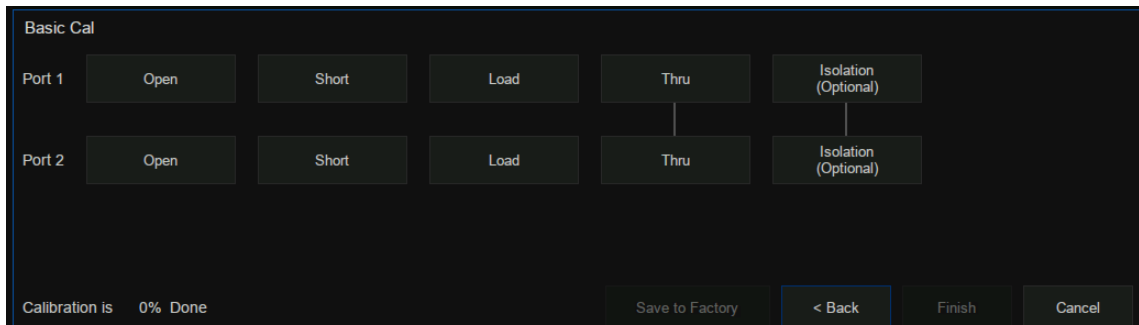 Basic Cal
Port 1 Open Short Load Thru Isolation (Optional)
Port 2 Open Short Load Thru Isolation (Optional)
Calibration is 0% Done Save to Factory < Back Finish Cancel